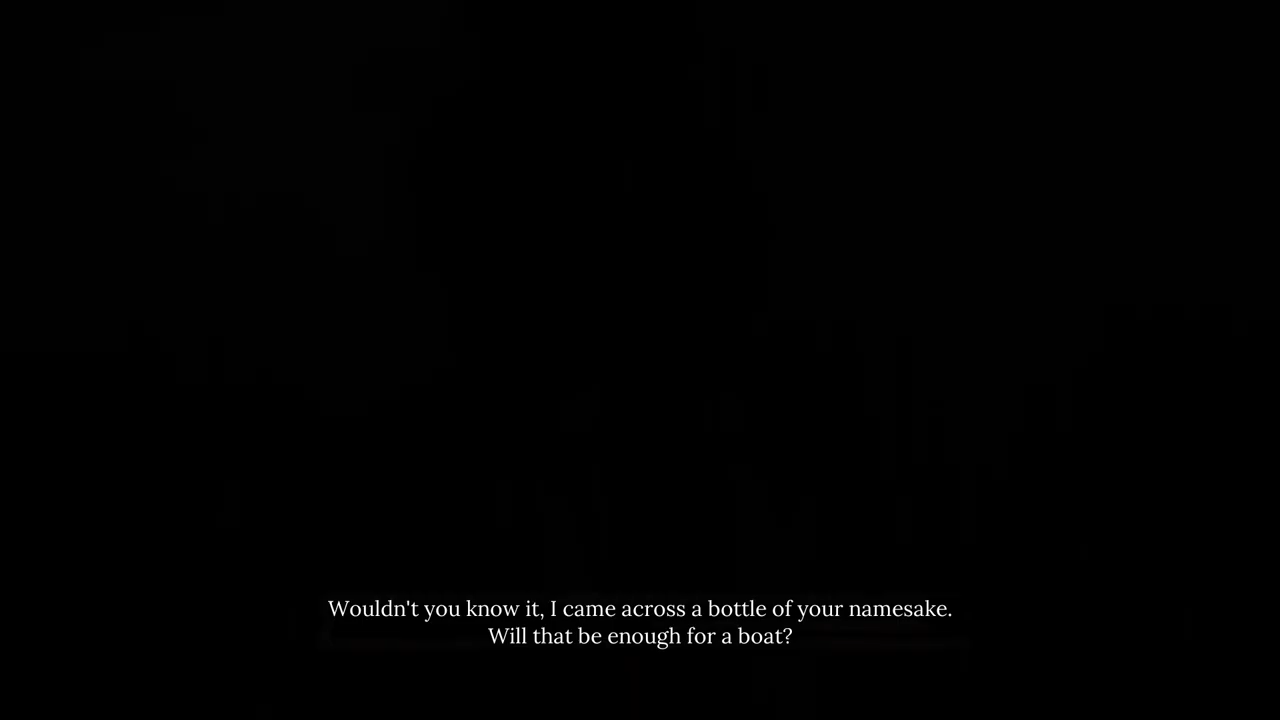 Wouldn't you know it, I came across a bottle of your namesake.
Will that be enough for a boat?